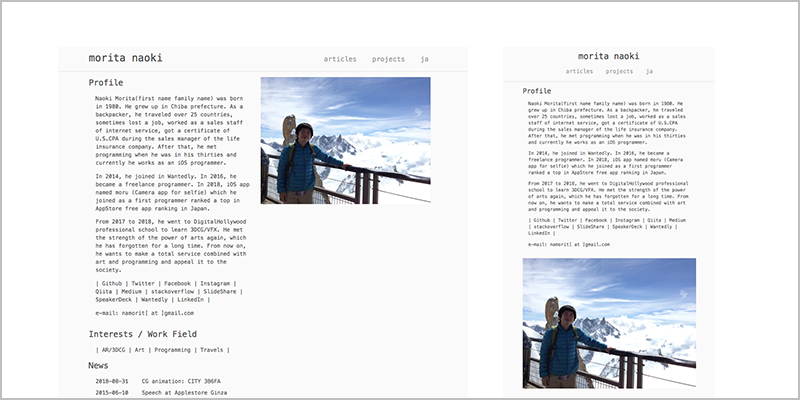 morita naoki
articles projects ja
Profile
Naoki Morita(first name family name) was born
in 1980. He grew up in Chiba prefecture. As a
backpacker, he traveled over 25 countries,
sometimes lost a job, worked as a sales staff
of internet service, got a certificate of
U.S.CPA during the sales manager of the life
insurance company. After that, he met
programming when he was in his thirties and
currently he works as an iOS programmer.
In 2014, he joined in Wantedly. In 2016, he
became a freelance programmer. In 2018, iOS app
named moru (Camera app for selfie) which he
joined as a first programmer ranked a top in
AppStore free app ranking in Japan.
From 2017 to 2018, he went to DigitalHollywood
professional school to learn 3DCG/VFX. He met
the strength of the power of arts again, which
he has forgotten for a long time. From now on,
he wants to make a total service combined with
art and programming and appeal it to the
society.
| Github | Twitter | Facebook | Instagram |
Qiita | Medium | stackoverflow | SlideShare |
SpeakerDeck | Wantedly | LinkedIn |
e-mail: namorit[ at ]gmail.com
Interests / Work Field
| AR/3DCG | Art | Programming | Travels |
News
2018-08-31 CG animation: CITY 386FA
2015-06-10 Speech at Applestore Ginza
morita naoki
articles projects ja
Profile
Naoki Morita(first name family name) was born
in 1980. He grew up in Chiba prefecture. As a
backpacker, he traveled over 25 countries,
sometimes lost a job, worked as a sales
staff of internet service, got a certificate of
U.S.CPA during the sales manager of the life
insurance company. After that, he met programming when he was in his thirties
and currently he works as an iOS programmer.
In 2014, he joined in Wantedly. In 2016, he became a
freelance programmer. In 2018, iOS app named moru (Camera
app for selfie) which he joined as a first programmer
ranked a top in AppStore free app ranking in Japan.
From 2017 to 2018, he went to DigitalHollywood professional
school to learn 3DCG/VFX. He met the strength of the power
of arts again, which he has forgotten for a long time. From
now on, he wants to make a total service combined with art
and programming and appeal it to the society.
| Github | Twitter | Facebook | Instagram | Qiita | Medium
| stackoverflow | SlideShare | SpeakerDeck | Wantedly |
LinkedIn |
e-mail: namorit[ at ]gmail.com